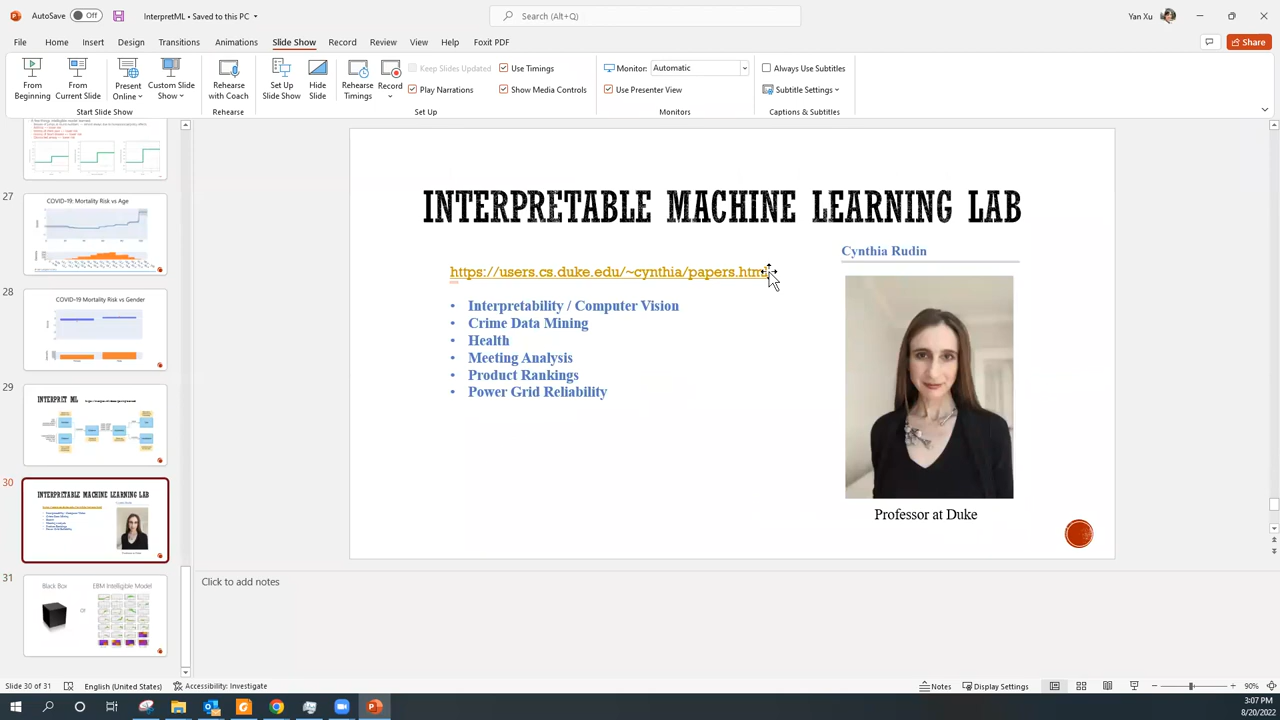 AutoSave Off InterpretML • Saved to this PC Search (Alt+Q) Yan Xu
File Home Insert Design Transitions Animations Slide Show Record Review View Help Foxit PDF Share
From Beginning
From Current Slide
Present Online
Custom Slide Show
Start Slide Show
Rehearse with Coach
Rehearse
Set Up Slide Show
Hide Slide
Rehearse Timings
Record
Keep Slides Updated
Play Narrations
Use Timings
Show Media Controls
Set Up
Monitor: Automatic
Use Presenter View
Monitors
Always Use Subtitles
Subtitle Settings
Captions & Subtitles
27
COVID-19: Mortality Risk vs Age
28
COVID-19 Mortality Risk vs Gender
29
INTERPRET ML
30
INTERPRETABLE MACHINE LEARNING LAB
31
Black Box or EBM Intelligible Model
INTERPRETABLE MACHINE LEARNING LAB
https://users.cs.duke.edu/~cynthia/papers.html
• Interpretability / Computer Vision
• Crime Data Mining
• Health
• Meeting Analysis
• Product Rankings
• Power Grid Reliability
Cynthia Rudin
Professor at Duke
Click to add notes
Slide 30 of 31 English (United States) Accessibility: Investigate Notes Display Settings 90%
3:07 PM
8/20/2022